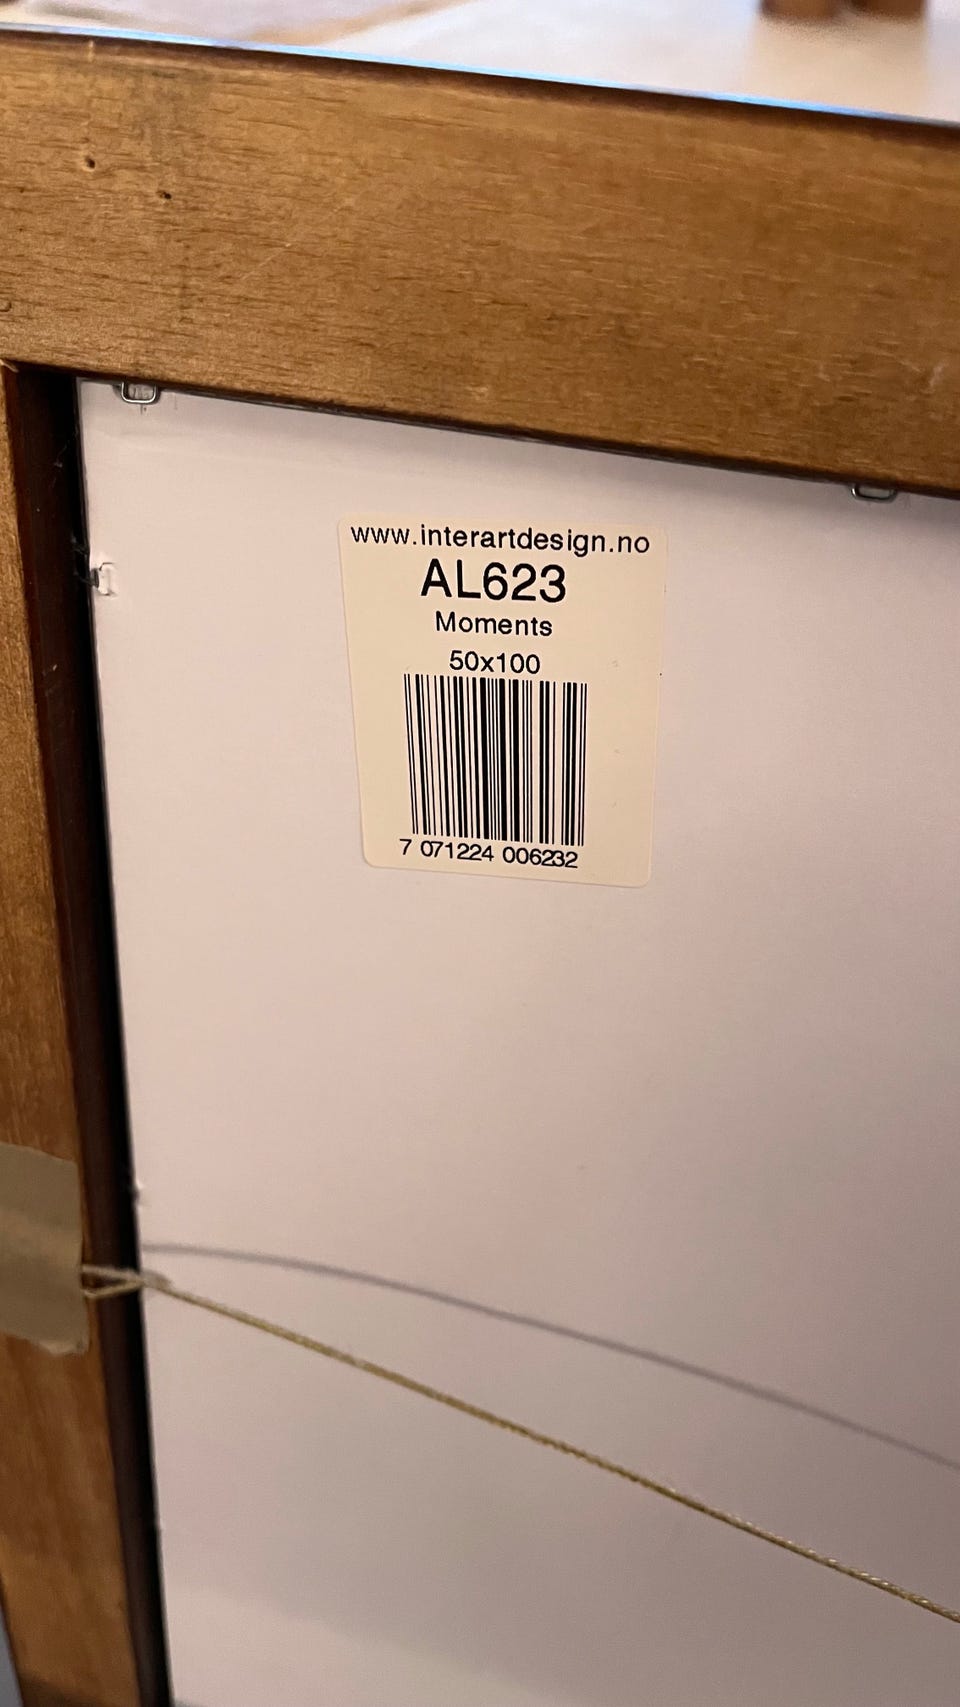 www.interartdesign.no
AL623
Moments
50x100
7 071224 006232